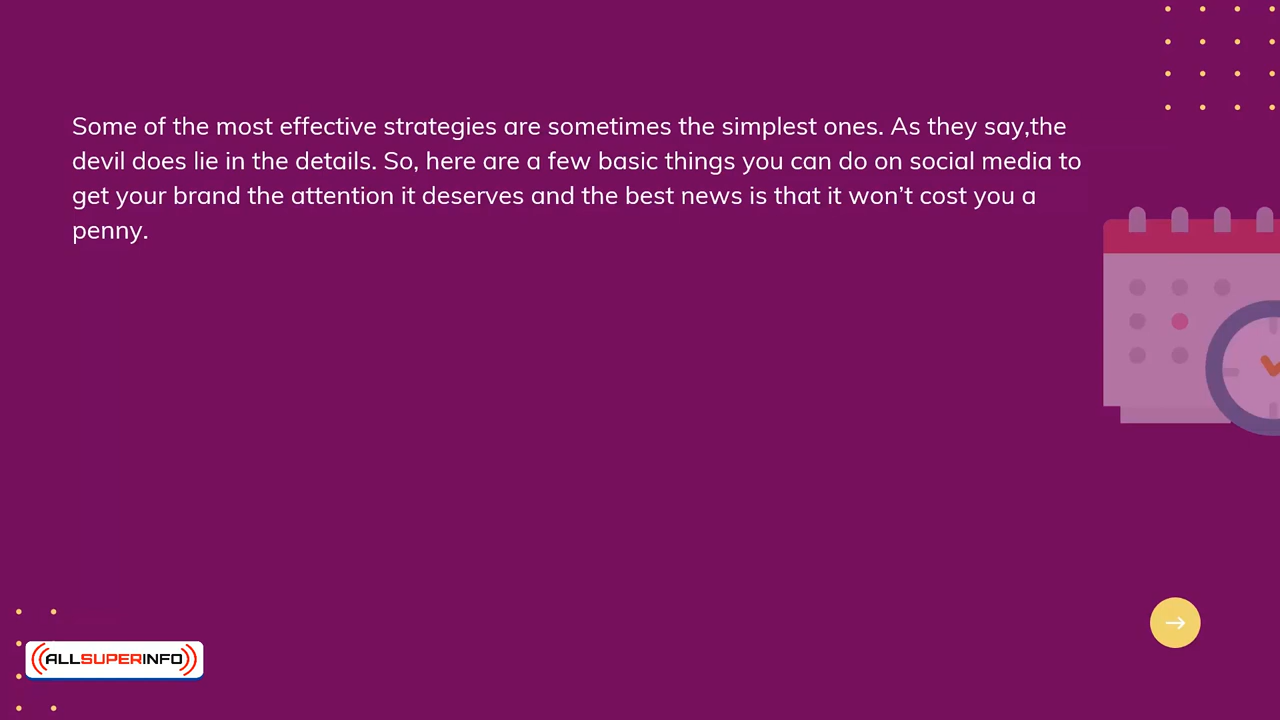 Some of the most effective strategies are sometimes the simplest ones. As they say,the
devil does lie in the details. So, here are a few basic things you can do on social media to
get your brand the attention it deserves and the best news is that it won’t cost you a
penny.
ALLSUPERINFO